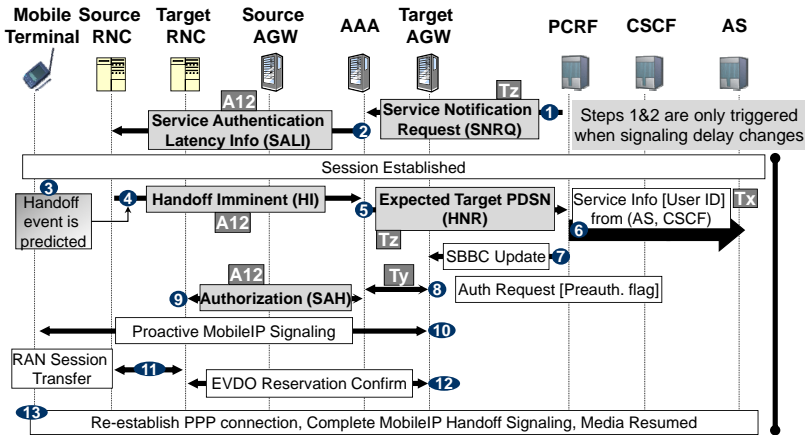 Mobile Terminal
Source RNC
Target RNC
Source AGW
AAA
Target AGW
PCRF
CSCF
AS
Tz
A12
Service Notification
Request (SNRQ)
1
Steps 1&2 are only triggered
when signaling delay changes
Service Authentication
Latency Info (SALI)
2
Session Established
3
Handoff
event is
predicted
4
Handoff Imminent (HI)
A12
5
Expected Target PDSN
(HNR)
Tz
Service Info [User ID]
from (AS, CSCF)
Tx
6
SBBC Update
7
A12
Ty
8
Auth Request [Preauth. flag]
9
Authorization (SAH)
Proactive MobileIP Signaling
10
RAN Session
Transfer
11
EVDO Reservation Confirm
12
13
Re-establish PPP connection, Complete MobileIP Handoff Signaling, Media Resumed